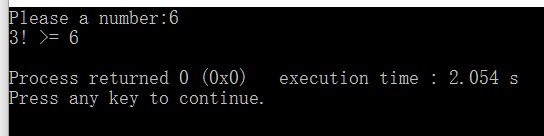 Please a number:6
3! >= 6
Process returned 0 (0x0)   execution time : 2.054 s
Press any key to continue.